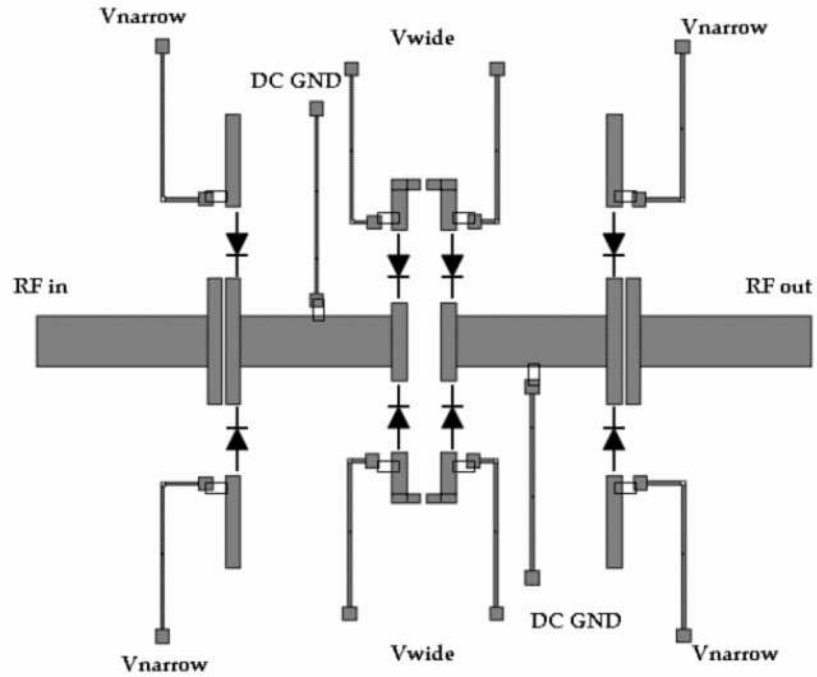 Vnarrow
Vwide
Vnarrow
DC GND
RF in
RF out
DC GND
Vnarrow
Vwide
Vnarrow